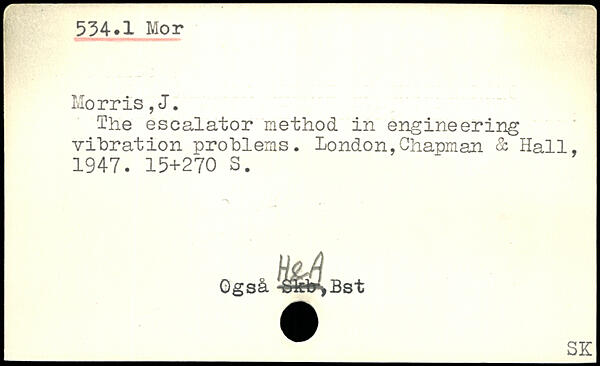 534.1 Mor
Morris,J.
The escalator method in engineering
vibration problems. London,Chapman & Hall,
1947. 15+270 S.
HeA
Også Skb,Bst
SK